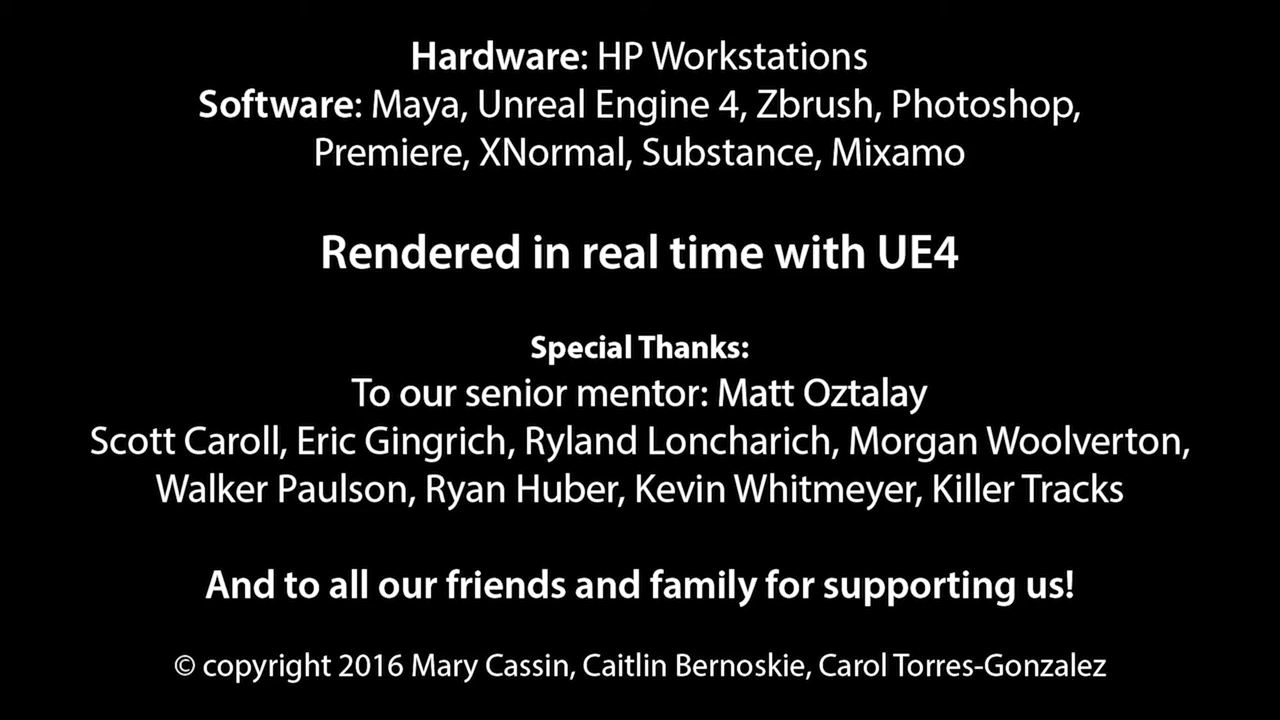 Hardware: HP Workstations
Software: Maya, Unreal Engine 4, Zbrush, Photoshop,
Premiere, XNormal, Substance, Mixamo
Rendered in real time with UE4
Special Thanks:
To our senior mentor: Matt Oztalay
Scott Caroll, Eric Gingrich, Ryland Loncharich, Morgan Woolverton,
Walker Paulson, Ryan Huber, Kevin Whitmeyer, Killer Tracks
And to all our friends and family for supporting us!
© copyright 2016 Mary Cassin, Caitlin Bernoskie, Carol Torres-Gonzalez